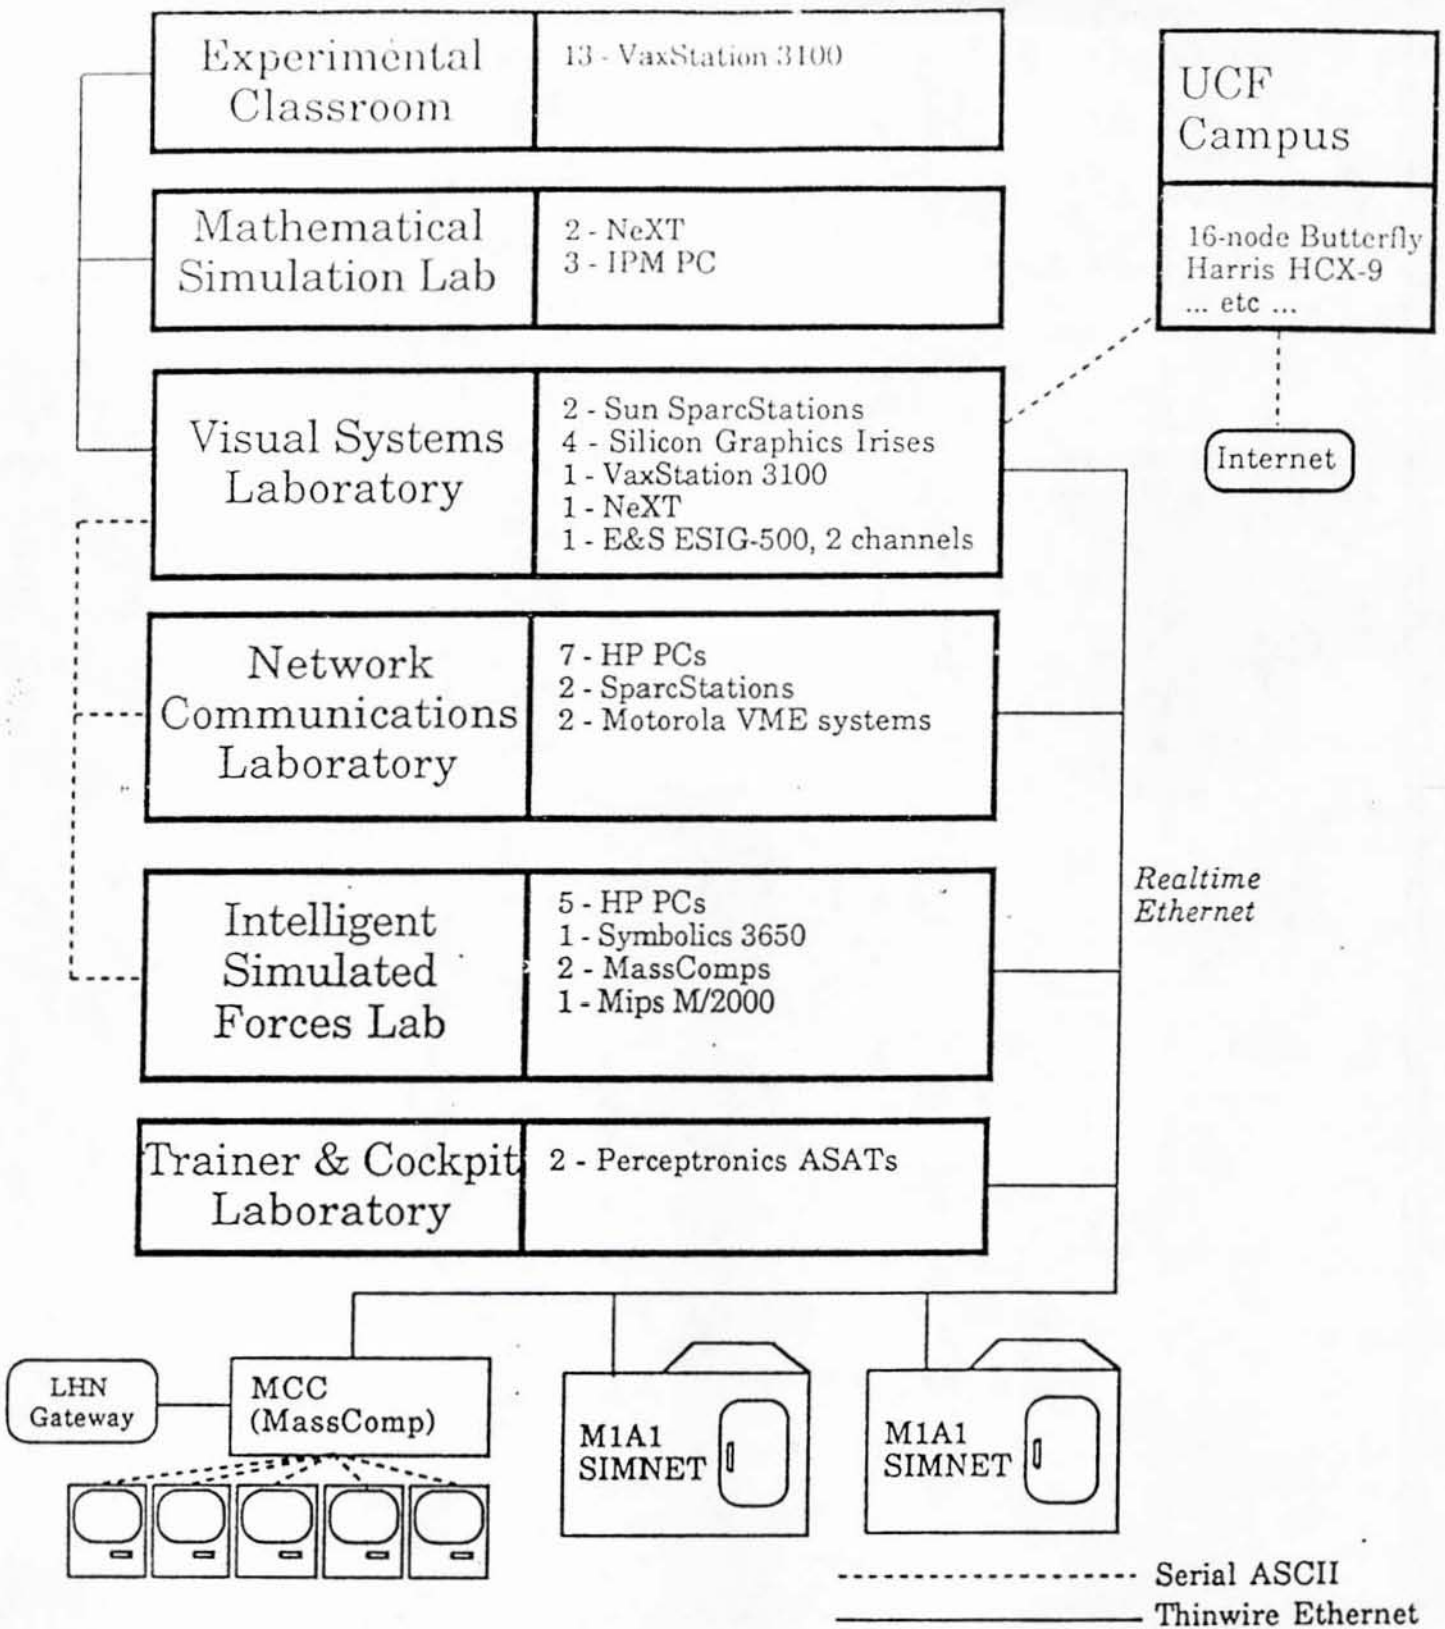 Experimental
Classroom
13 - VaxStation 3100
Mathematical
Simulation Lab
2 - NeXT
3 - IPM PC
Visual Systems
Laboratory
2 - Sun SparcStations
4 - Silicon Graphics Irises
1 - VaxStation 3100
1 - NeXT
1 - E&S ESIG-500, 2 channels
UCF
Campus
16-node Butterfly
Harris HCX-9
... etc ...
Internet
Network
Communications
Laboratory
7 - HP PCs
2 - SparcStations
2 - Motorola VME systems
Intelligent
Simulated
Forces Lab
5 - HP PCs
1 - Symbolics 3650
2 - MassComps
1 - Mips M/2000
Realtime
Ethernet
Trainer & Cockpit
Laboratory
2 - Perceptronics ASATs
LHN
Gateway
MCC
(MassComp)
M1A1
SIMNET
M1A1
SIMNET
Serial ASCII
Thinwire Ethernet